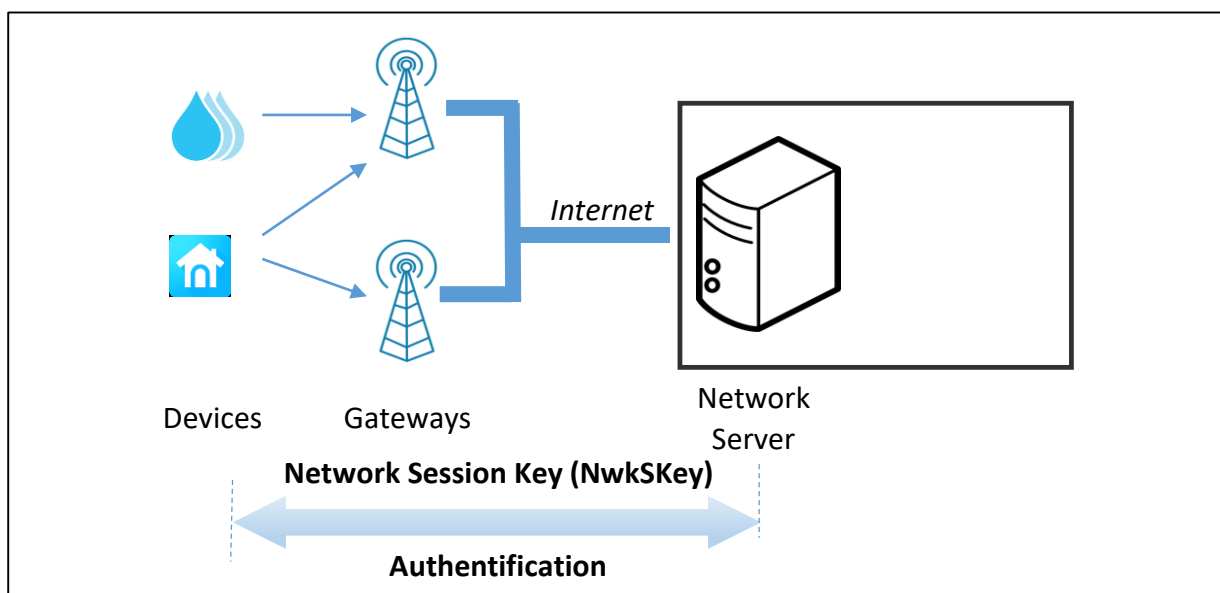 Internet
Devices
Gateways
Network
Server
Network Session Key (NwkSKey)
Authentification